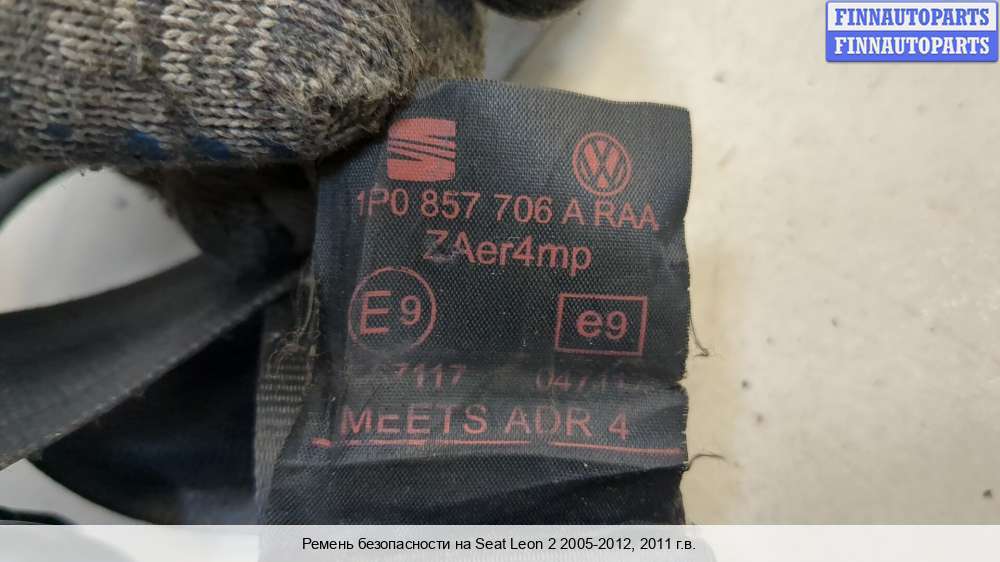 FINNAUTOPARTS
FINNAUTOPARTS
1P0 857 706 A RAA
ZAer4mp
E9
e9
MEETS ADR 4
Ремень безопасности на Seat Leon 2 2005-2012, 2011 г.в.